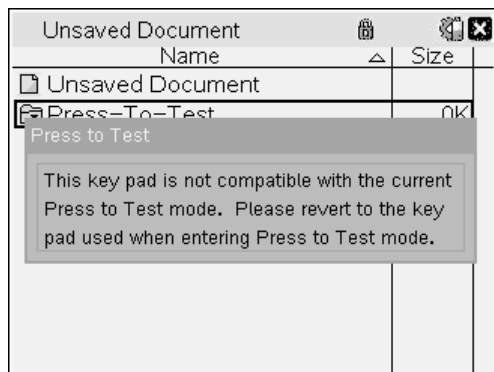 Unsaved Document
Name Size
Unsaved Document
Press-To-Test 0K
Press to Test
This key pad is not compatible with the current
Press to Test mode. Please revert to the key
pad used when entering Press to Test mode.